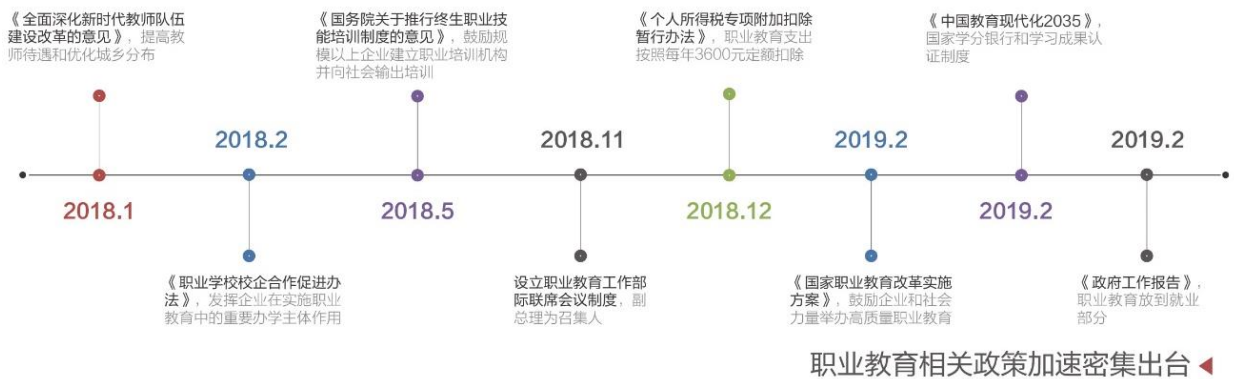 《全面深化新时代教师队伍
建设改革的意见》，提高教
师待遇和优化城乡分布
《国务院关于推行终生职业技
能培训制度的意见》，鼓励规
模以上企业建立职业培训机构
并向社会输出培训
《个人所得税专项附加扣除
暂行办法》，职业教育支出
按照每年3600元定额扣除
《中国教育现代化2035》，
国家学分银行和学习成果认
证制度
2018.2
2018.11
2019.2
2019.2
2018.1
2018.5
2018.12
2019.2
《职业学校校企合作促进办
法》，发挥企业在实施职业
教育中的重要办学主体作用
设立职业教育工作部
际联席会议制度，副
总理为召集人
《国家职业教育改革实施
方案》，鼓励企业和社会
力量举办高质量职业教育
《政府工作报告》，
职业教育放到就业
部分
职业教育相关政策加速密集出台